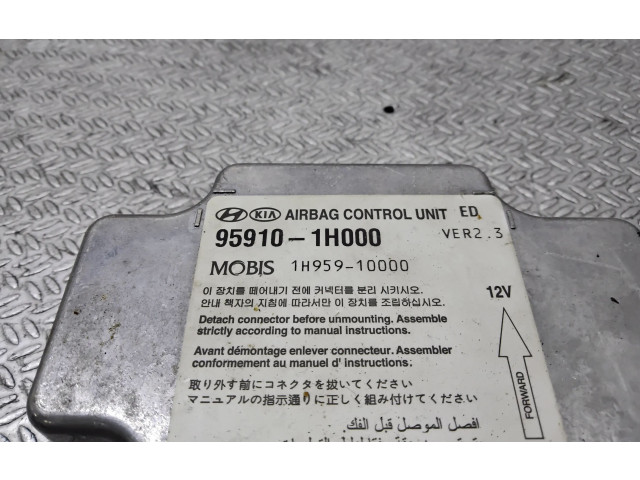 KIA AIRBAG CONTROL UNIT ED
95910-1H000 VER2.3
MOBIS 1H959-10000
이 장치를 떼어내기 전에 커넥터를 분리 시키시오.
안내 책자의 지침에 따라서만 이 장치를 조립하십시오.
12V
Detach connector before unmounting. Assemble
strictly according to manual instructions.
Avant démontage enlever connecteur. Assembler
conformement au manuel d' instructions.
FORWARD
取り外す前にコネクタを抜いてください
マニュアルの指示通りに正しく組み付けてください
افصل الموصل قبل الفك.